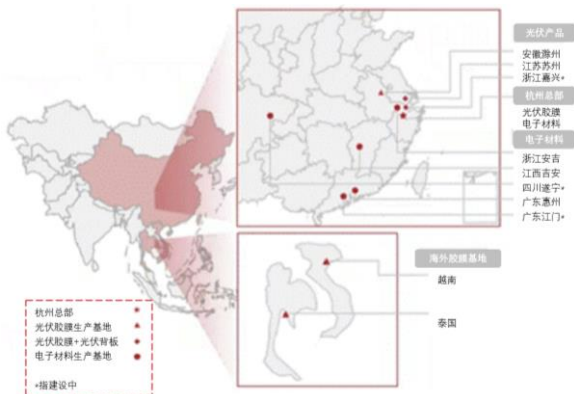 光伏产品
安徽滁州
江苏苏州
浙江嘉兴*
杭州总部
光伏胶膜
电子材料
电子材料
浙江安吉
江西吉安
四川遂宁*
广东惠州
广东江门*
海外胶膜基地
越南
泰国
杭州总部
光伏胶膜生产基地
光伏胶膜+光伏背板
电子材料生产基地
*指建设中